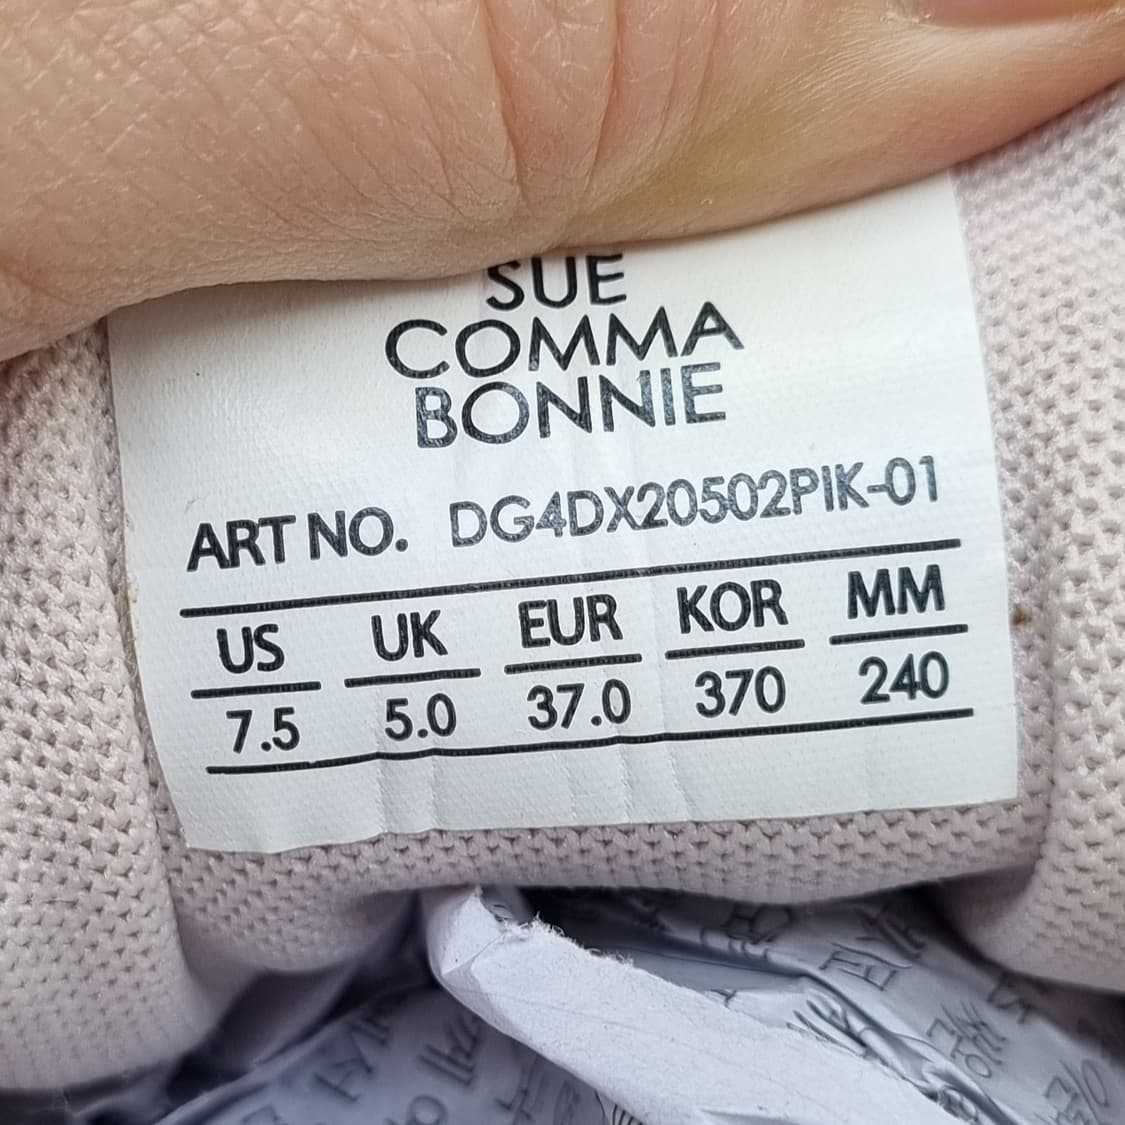 SUE
COMMA
BONNIE
ART NO. DG4DX20502PIK-01
US UK EUR KOR MM
7.5 5.0 37.0 370 240